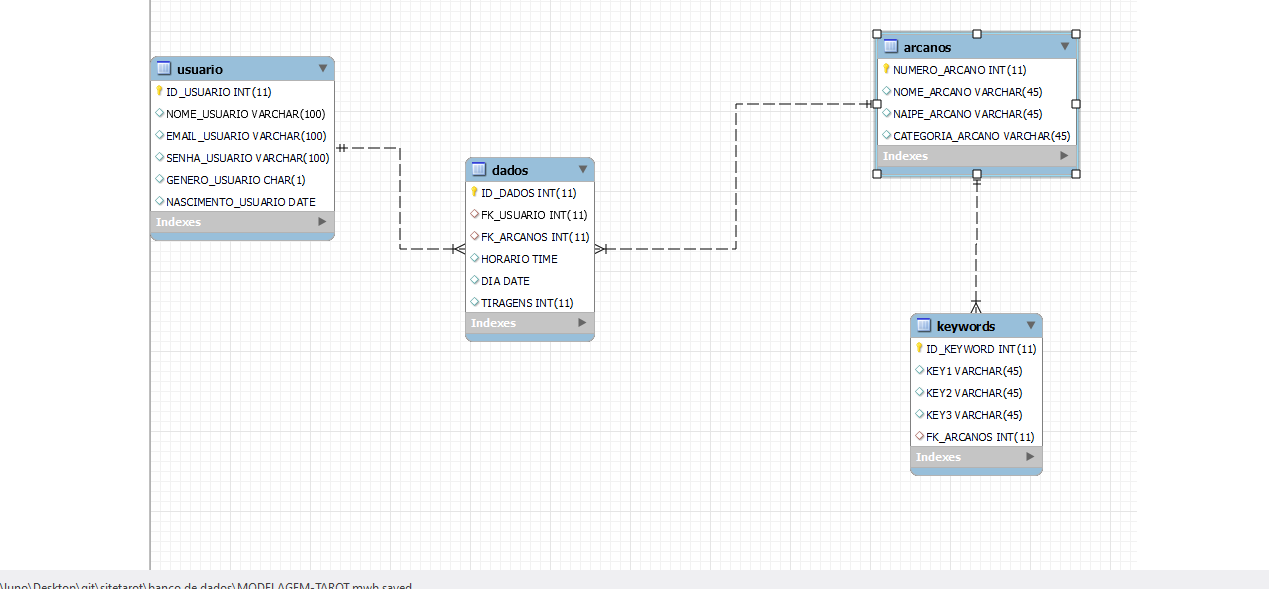 usuario
ID_USUARIO INT(11)
NOME_USUARIO VARCHAR(100)
EMAIL_USUARIO VARCHAR(100)
SENHA_USUARIO VARCHAR(100)
GENERO_USUARIO CHAR(1)
NASCIMENTO_USUARIO DATE
Indexes
dados
ID_DADOS INT(11)
FK_USUARIO INT(11)
FK_ARCANOS INT(11)
HORARIO TIME
DIA DATE
TIRAGENS INT(11)
Indexes
arcanos
NUMERO_ARCANO INT(11)
NOME_ARCANO VARCHAR(45)
NAIPE_ARCANO VARCHAR(45)
CATEGORIA_ARCANO VARCHAR(45)
Indexes
keywords
ID_KEYWORD INT(11)
KEY1 VARCHAR(45)
KEY2 VARCHAR(45)
KEY3 VARCHAR(45)
FK_ARCANOS INT(11)
Indexes
\Desktop\git\sitetarot\banco de dados\MODELAGEM-TAROT.mwb saved